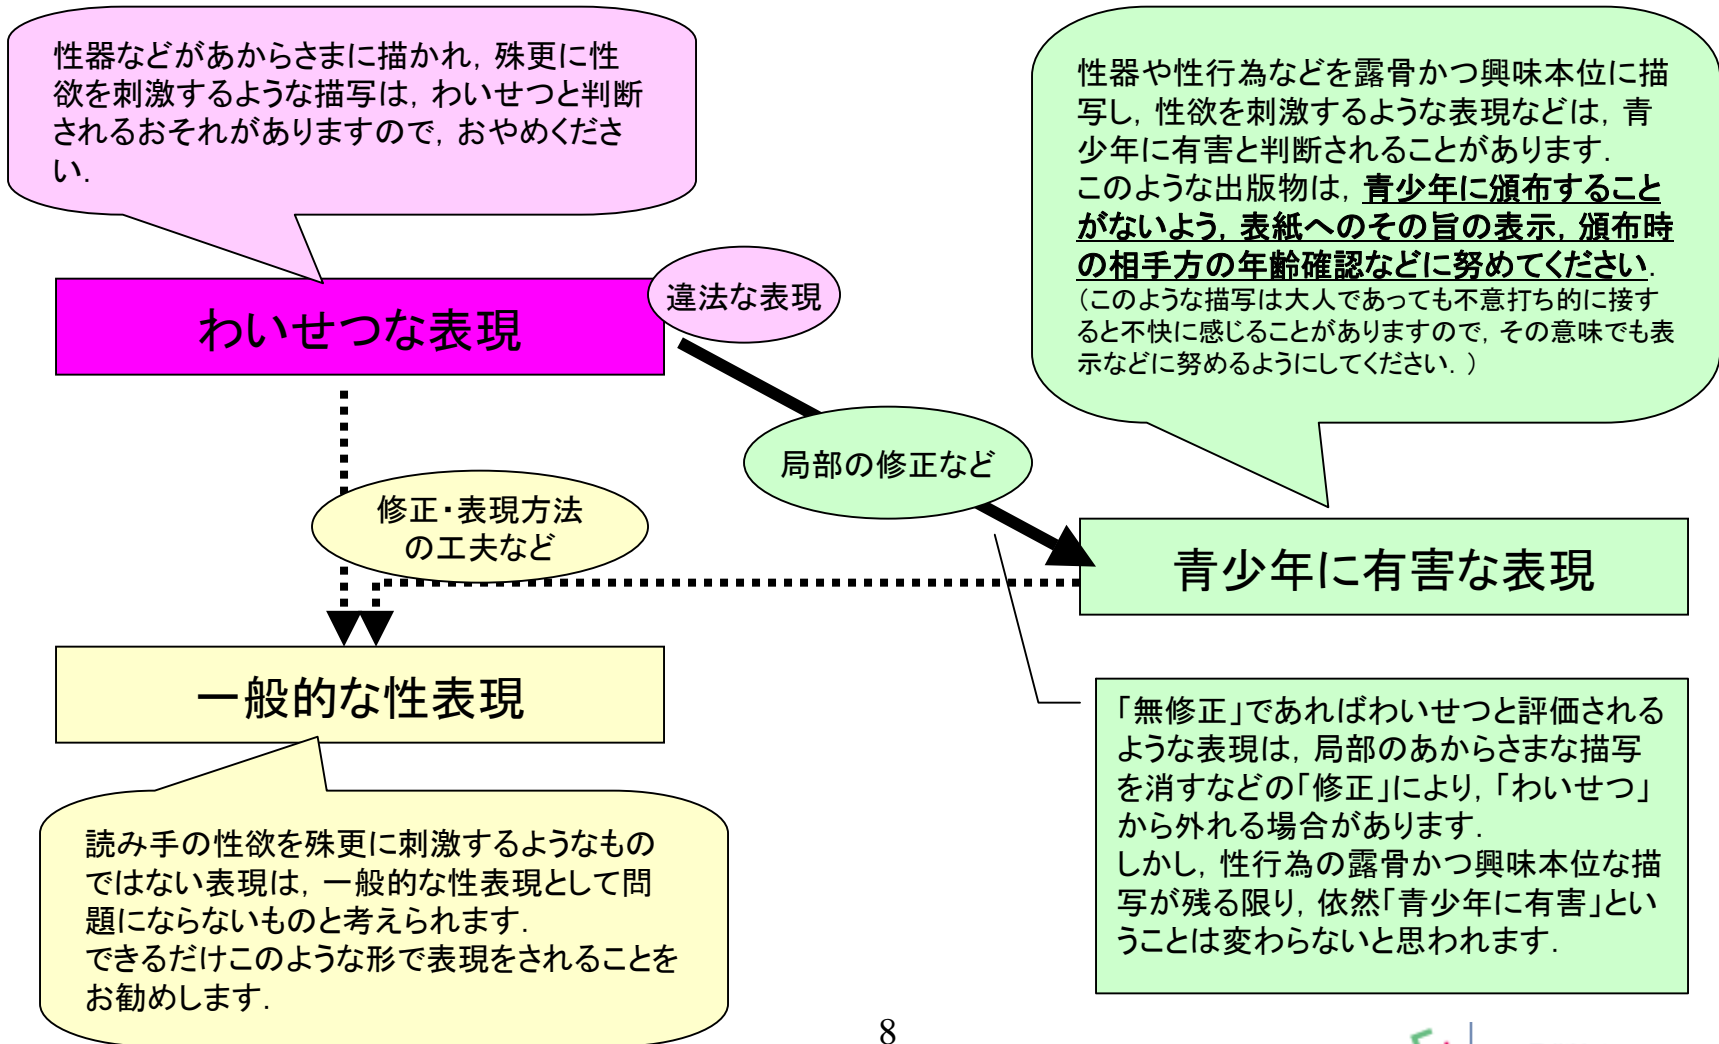 性器などがあからさまに描かれ，殊更に性
欲を刺激するような描写は，わいせつと判断
されるおそれがありますので，おやめくださ
い．
性器や性行為などを露骨かつ興味本位に描
写し，性欲を刺激するような表現などは，青
少年に有害と判断されることがあります．
このような出版物は，青少年に頒布すること
がないよう，表紙へのその旨の表示，頒布時
の相手方の年齢確認などに努めてください．
（このような描写は大人であっても不意打ち的に接す
ると不快に感じることがありますので，その意味でも表
示などに努めるようにしてください．）
違法な表現
わいせつな表現
局部の修正など
修正・表現方法
の工夫など
青少年に有害な表現
一般的な性表現
「無修正」であればわいせつと評価される
ような表現は，局部のあからさまな描写
を消すなどの「修正」により，「わいせつ」
から外れる場合があります．
しかし，性行為の露骨かつ興味本位な描
写が残る限り，依然「青少年に有害」とい
うことは変わらないと思われます．
読み手の性欲を殊更に刺激するようなもの
ではない表現は，一般的な性表現として問
題にならないものと考えられます．
できるだけこのような形で表現をされることを
お勧めします．
8